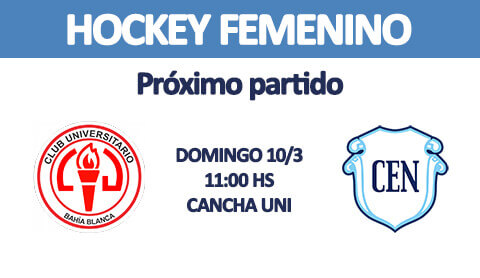 HOCKEY FEMENINO
Próximo partido
CLUB UNIVERSITARIO
BAHÍA BLANCA
DOMINGO 10/3
11:00 HS
CANCHA UNI
CEN